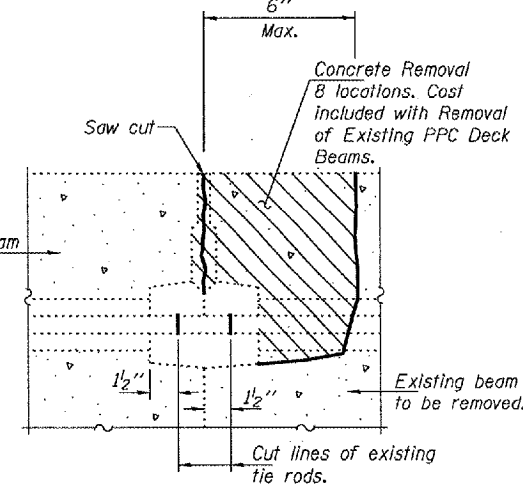 6"
Max.
Concrete Removal
8 locations. Cost
included with Removal
of Existing PPC Deck
Beams.
Saw cut
1½"
1½"
Existing beam
to be removed.
Cut lines of existing
tie rods.